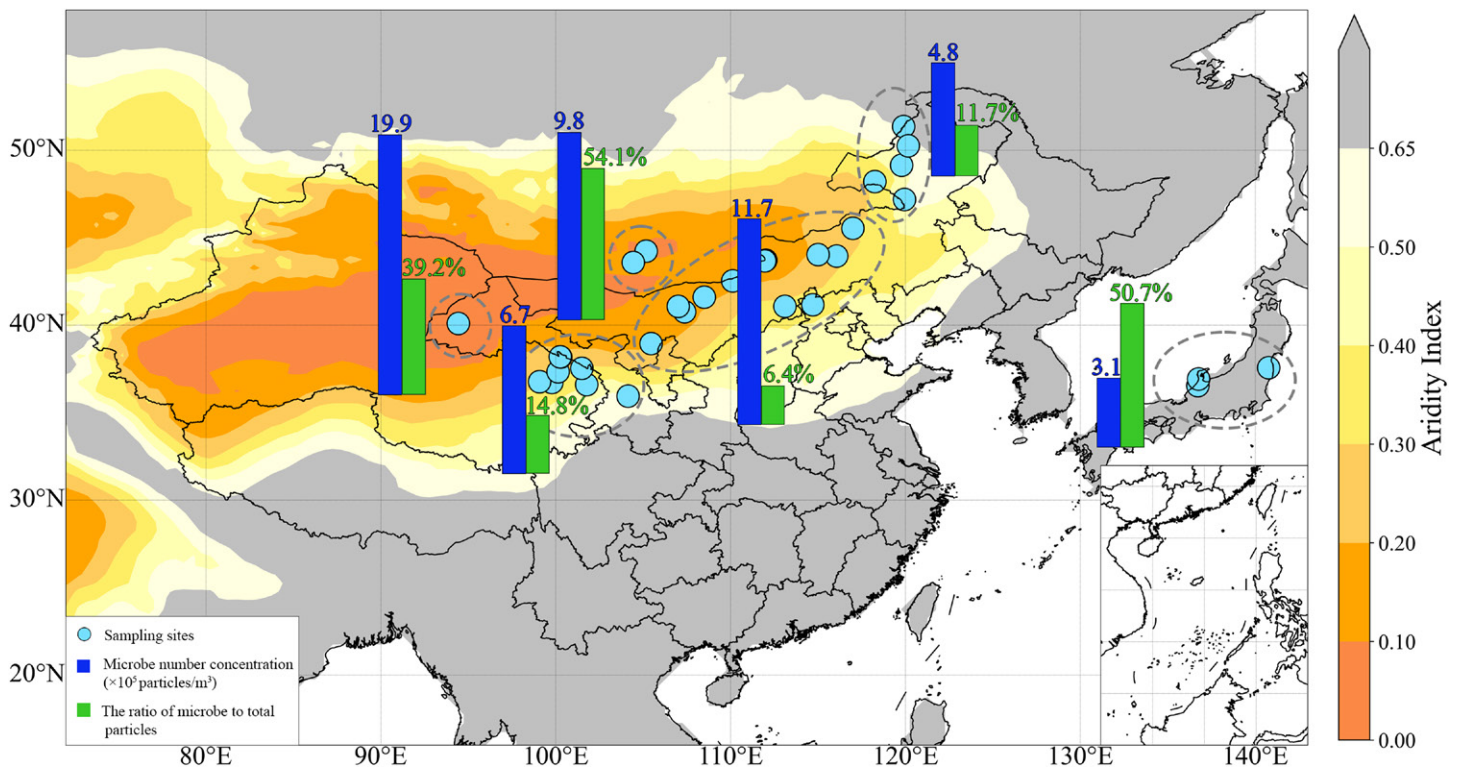 4.8
11.7%
19.9
9.8
54.1%
50°N
0.65
11.7
0.50
39.2%
50.7%
6.7
40°N
0.40
3.1
6.4%
14.8%
Aridity Index
0.30
30°N
0.20
Sampling sites
0.10
Microbe number concentration
(×10⁵particles/m³)
20°N
The ratio of microbe to total
particles
0.00
80°E
90°E
100°E
110°E
120°E
130°E
140°E